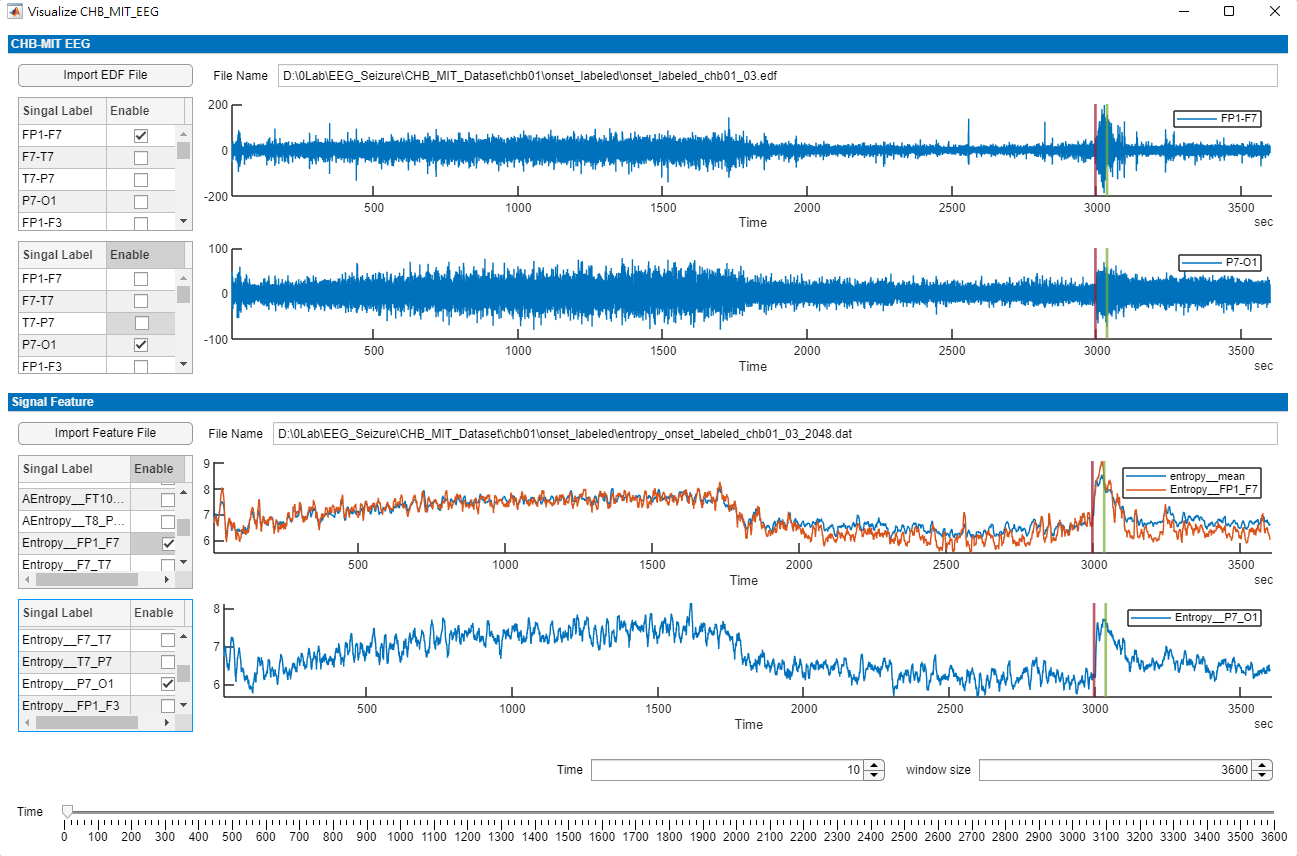 Visualize CHB_MIT_EEG
CHB-MIT EEG
Import EDF File
File Name
D:\0Lab\EEG_Seizure\CHB_MIT_Dataset\chb01\onset_labeled\onset_labeled_chb01_03.edf
Singal Label Enable
FP1-F7
F7-T7
T7-P7
P7-O1
FP1-F3
200
0
-200
500 1000 1500 2000 2500 3000 3500
Time
sec
FP1-F7
Singal Label Enable
FP1-F7
F7-T7
T7-P7
P7-O1
FP1-F3
100
0
-100
500 1000 1500 2000 2500 3000 3500
Time
sec
P7-O1
Signal Feature
Import Feature File
File Name
D:\0Lab\EEG_Seizure\CHB_MIT_Dataset\chb01\onset_labeled\entropy_onset_labeled_chb01_03_2048.dat
Singal Label Enable
AEntropy__FT10...
AEntropy__T8_P...
Entropy__FP1_F7
Entropy__F7_T7
9
8
7
6
500 1000 1500 2000 2500 3000 3500
Time
sec
entropy__mean
Entropy__FP1_F7
Singal Label Enable
Entropy__F7_T7
Entropy__T7_P7
Entropy__P7_O1
Entropy__FP1_F3
8
7
6
500 1000 1500 2000 2500 3000 3500
Time
sec
Entropy__P7_O1
Time 10
window size 3600
Time
0 100 200 300 400 500 600 700 800 900 1000 1100 1200 1300 1400 1500 1600 1700 1800 1900 2000 2100 2200 2300 2400 2500 2600 2700 2800 2900 3000 3100 3200 3300 3400 3500 3600